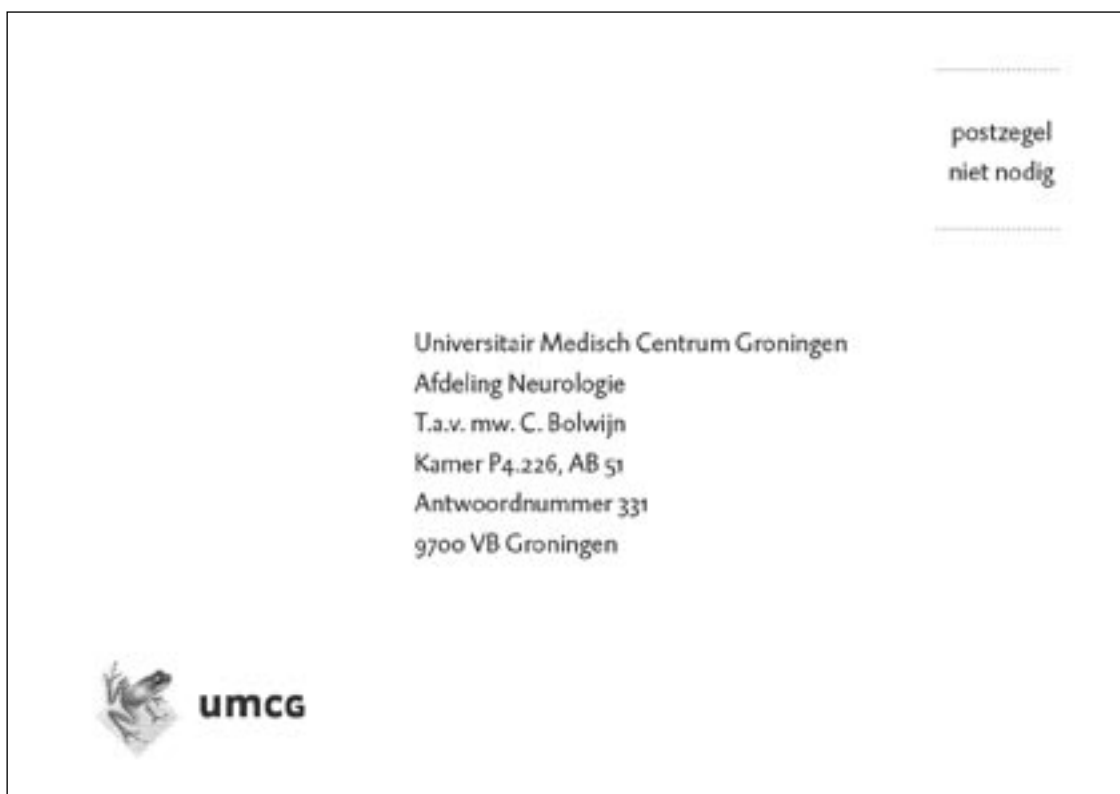 postzegel
niet nodig
Universitair Medisch Centrum Groningen
Afdeling Neurologie
T.a.v. mw. C. Bolwijn
Kamer P4.226, AB 51
Antwoordnummer 331
9700 VB Groningen
umcg